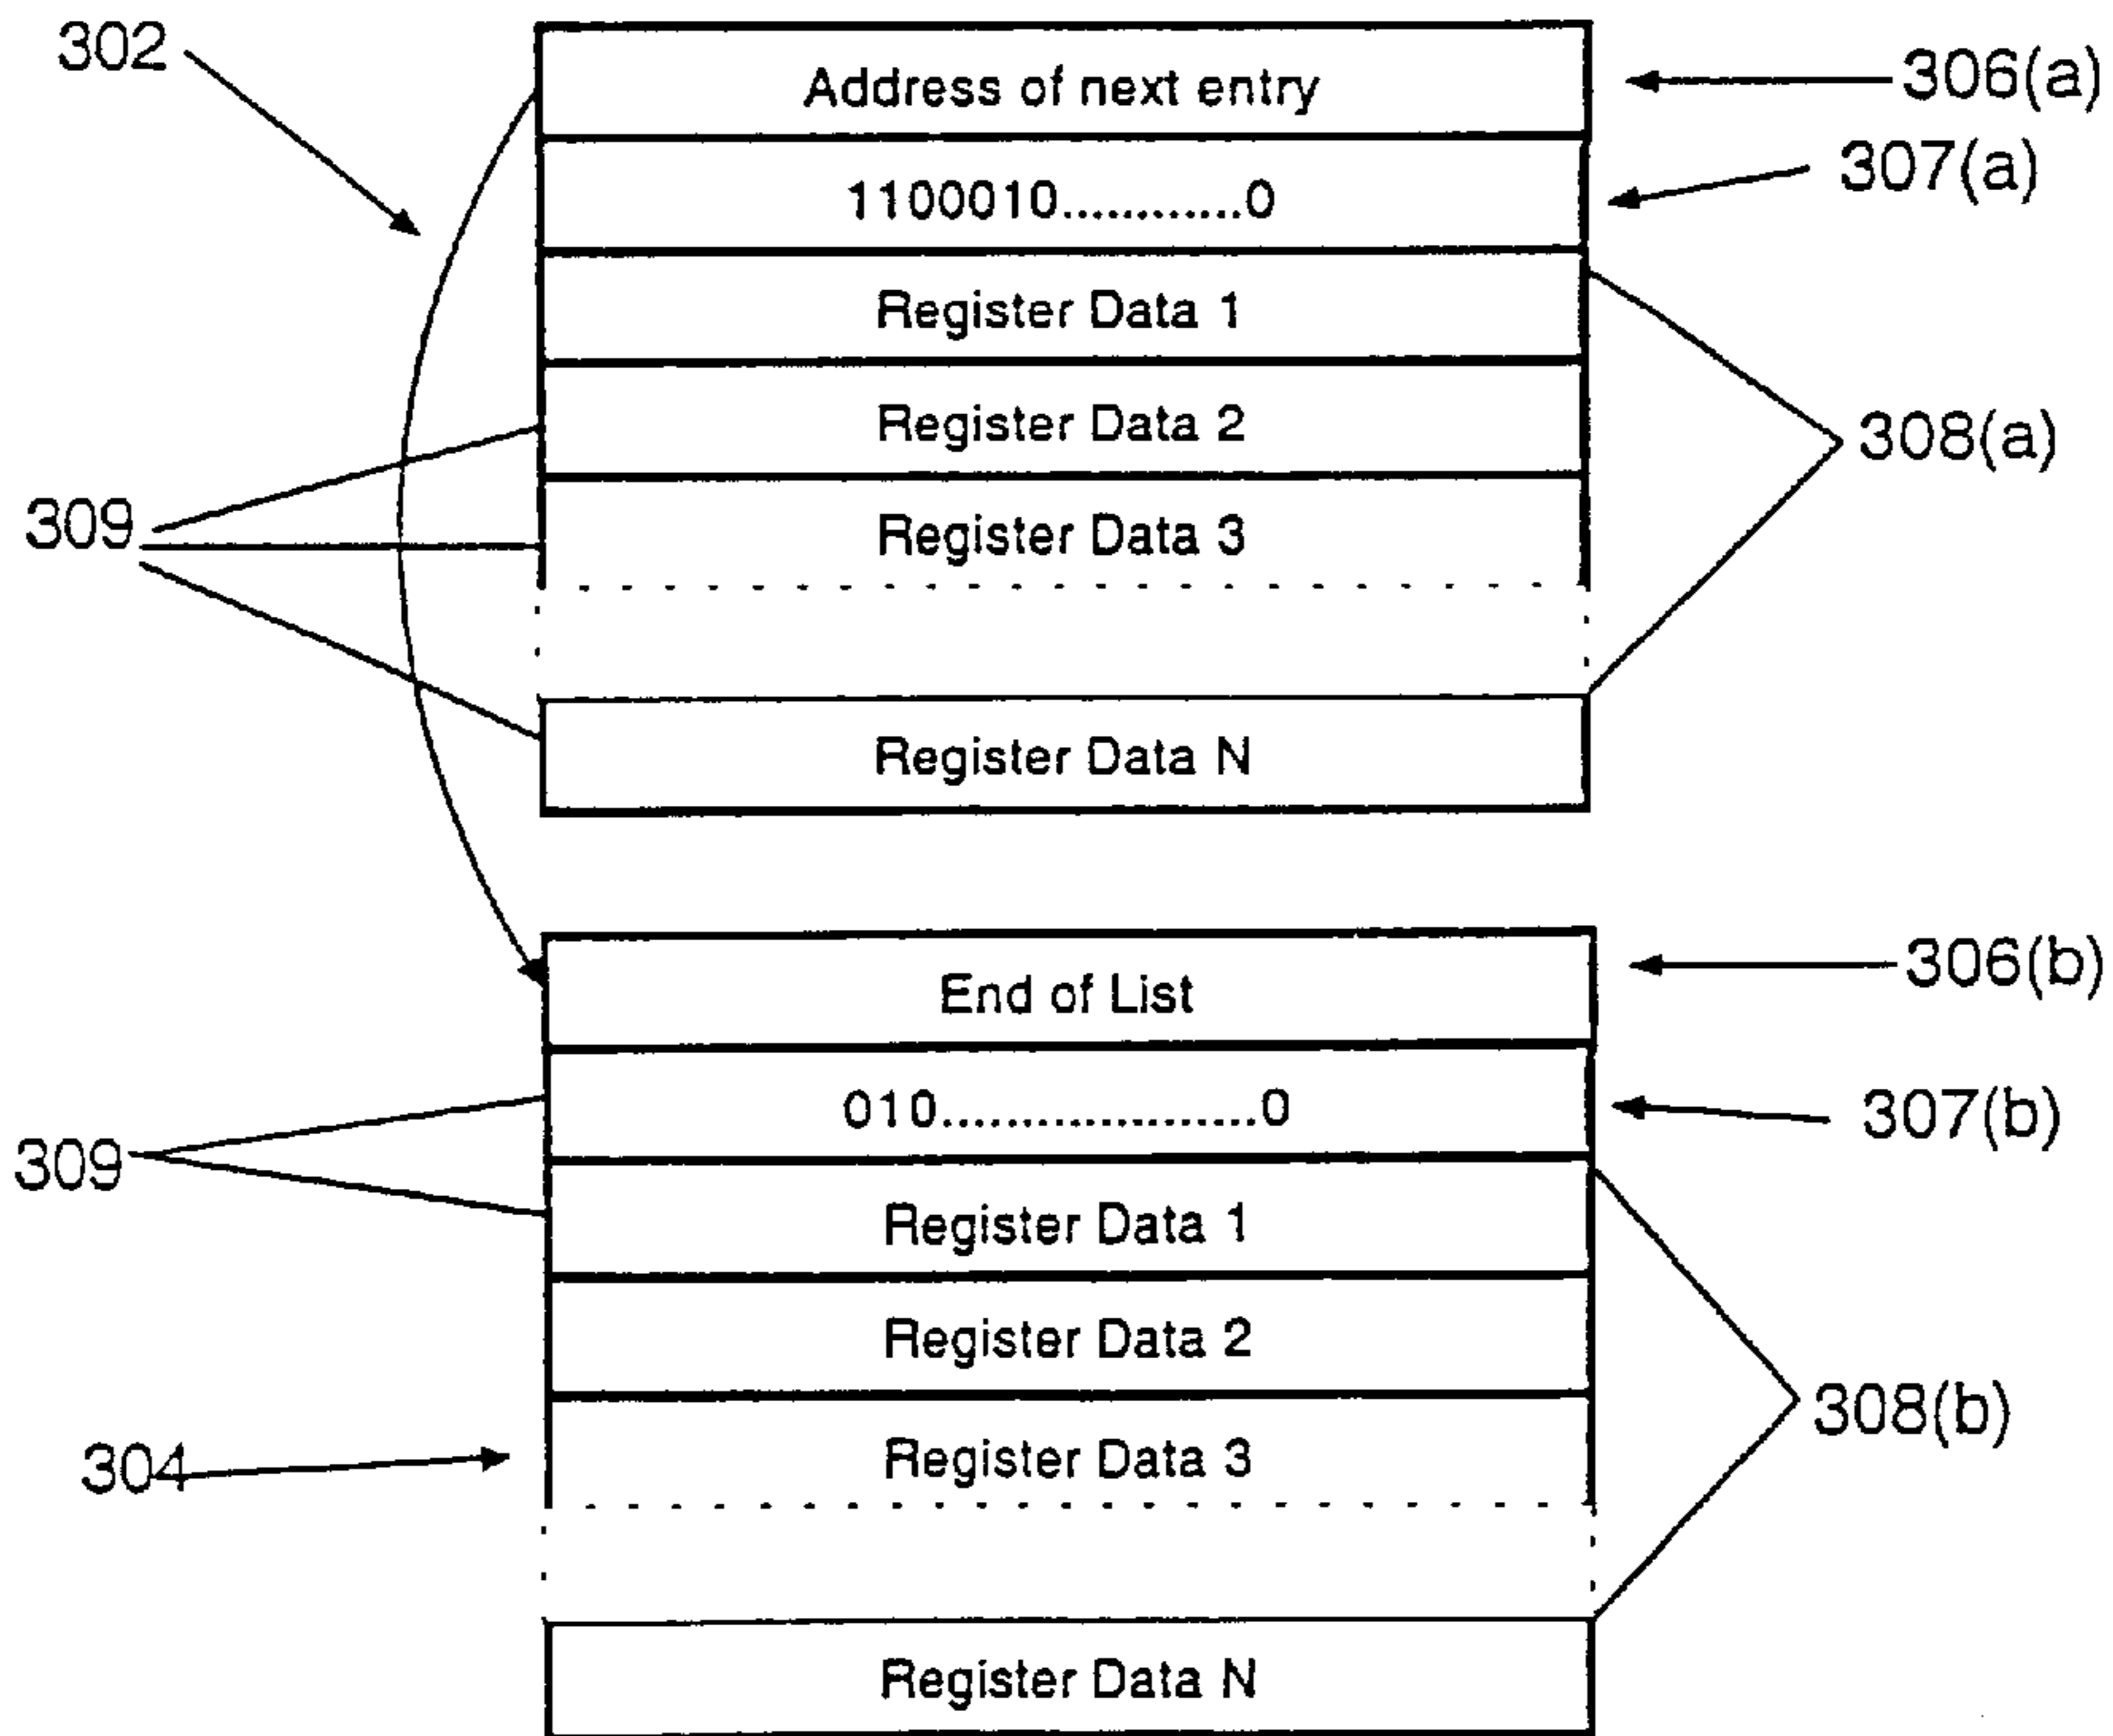 302
Address of next entry
306(a)
1100010............0
307(a)
Register Data 1
Register Data 2
308(a)
309
Register Data 3
Register Data N
End of List
306(b)
010.....................0
307(b)
309
Register Data 1
Register Data 2
308(b)
304
Register Data 3
Register Data N